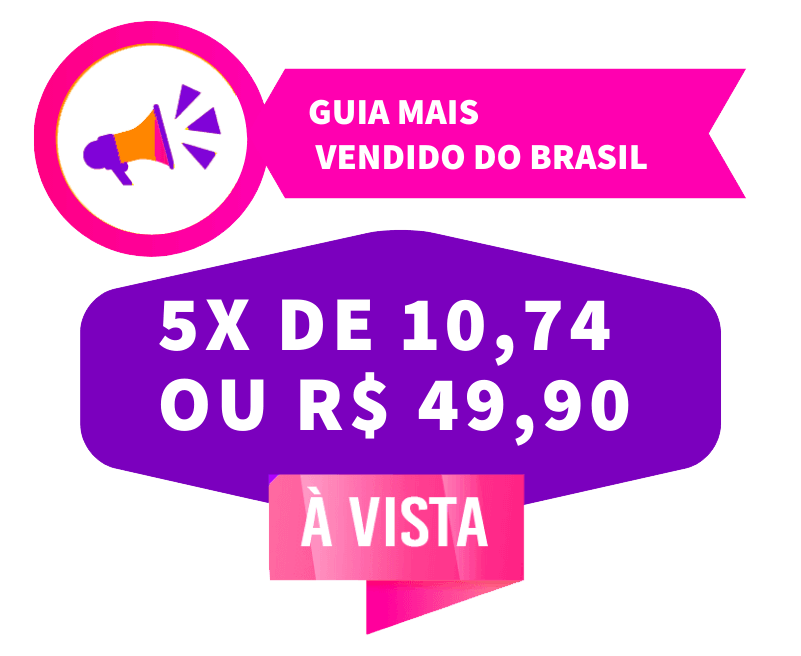 GUIA MAIS
VENDIDO DO BRASIL
5X DE 10,74
OU R$ 49,90
À VISTA